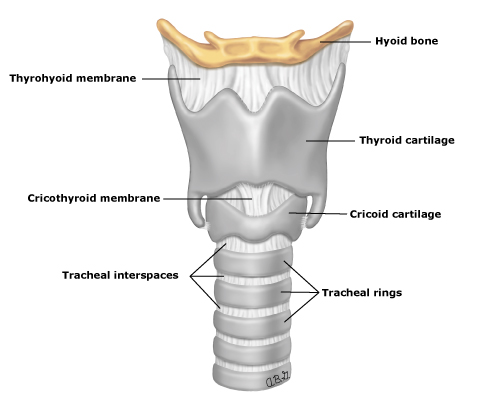 Hyoid bone
Thyrohyoid membrane
Thyroid cartilage
Cricothyroid membrane
Cricoid cartilage
Tracheal interspaces
Tracheal rings